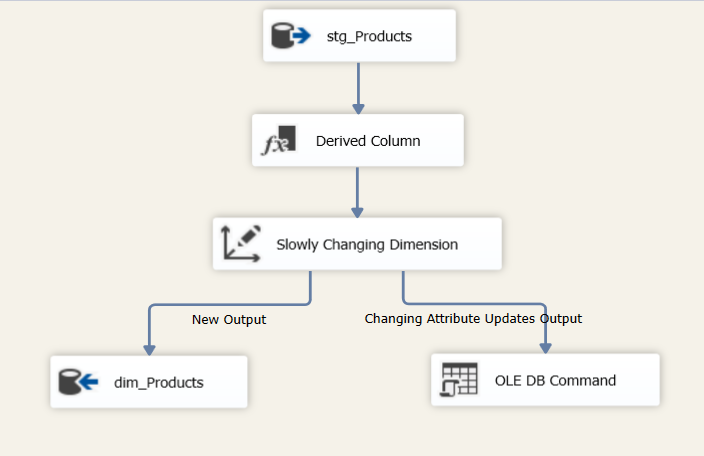 stg_Products
Derived Column
Slowly Changing Dimension
New Output
Changing Attribute Updates Output
dim_Products
OLE DB Command